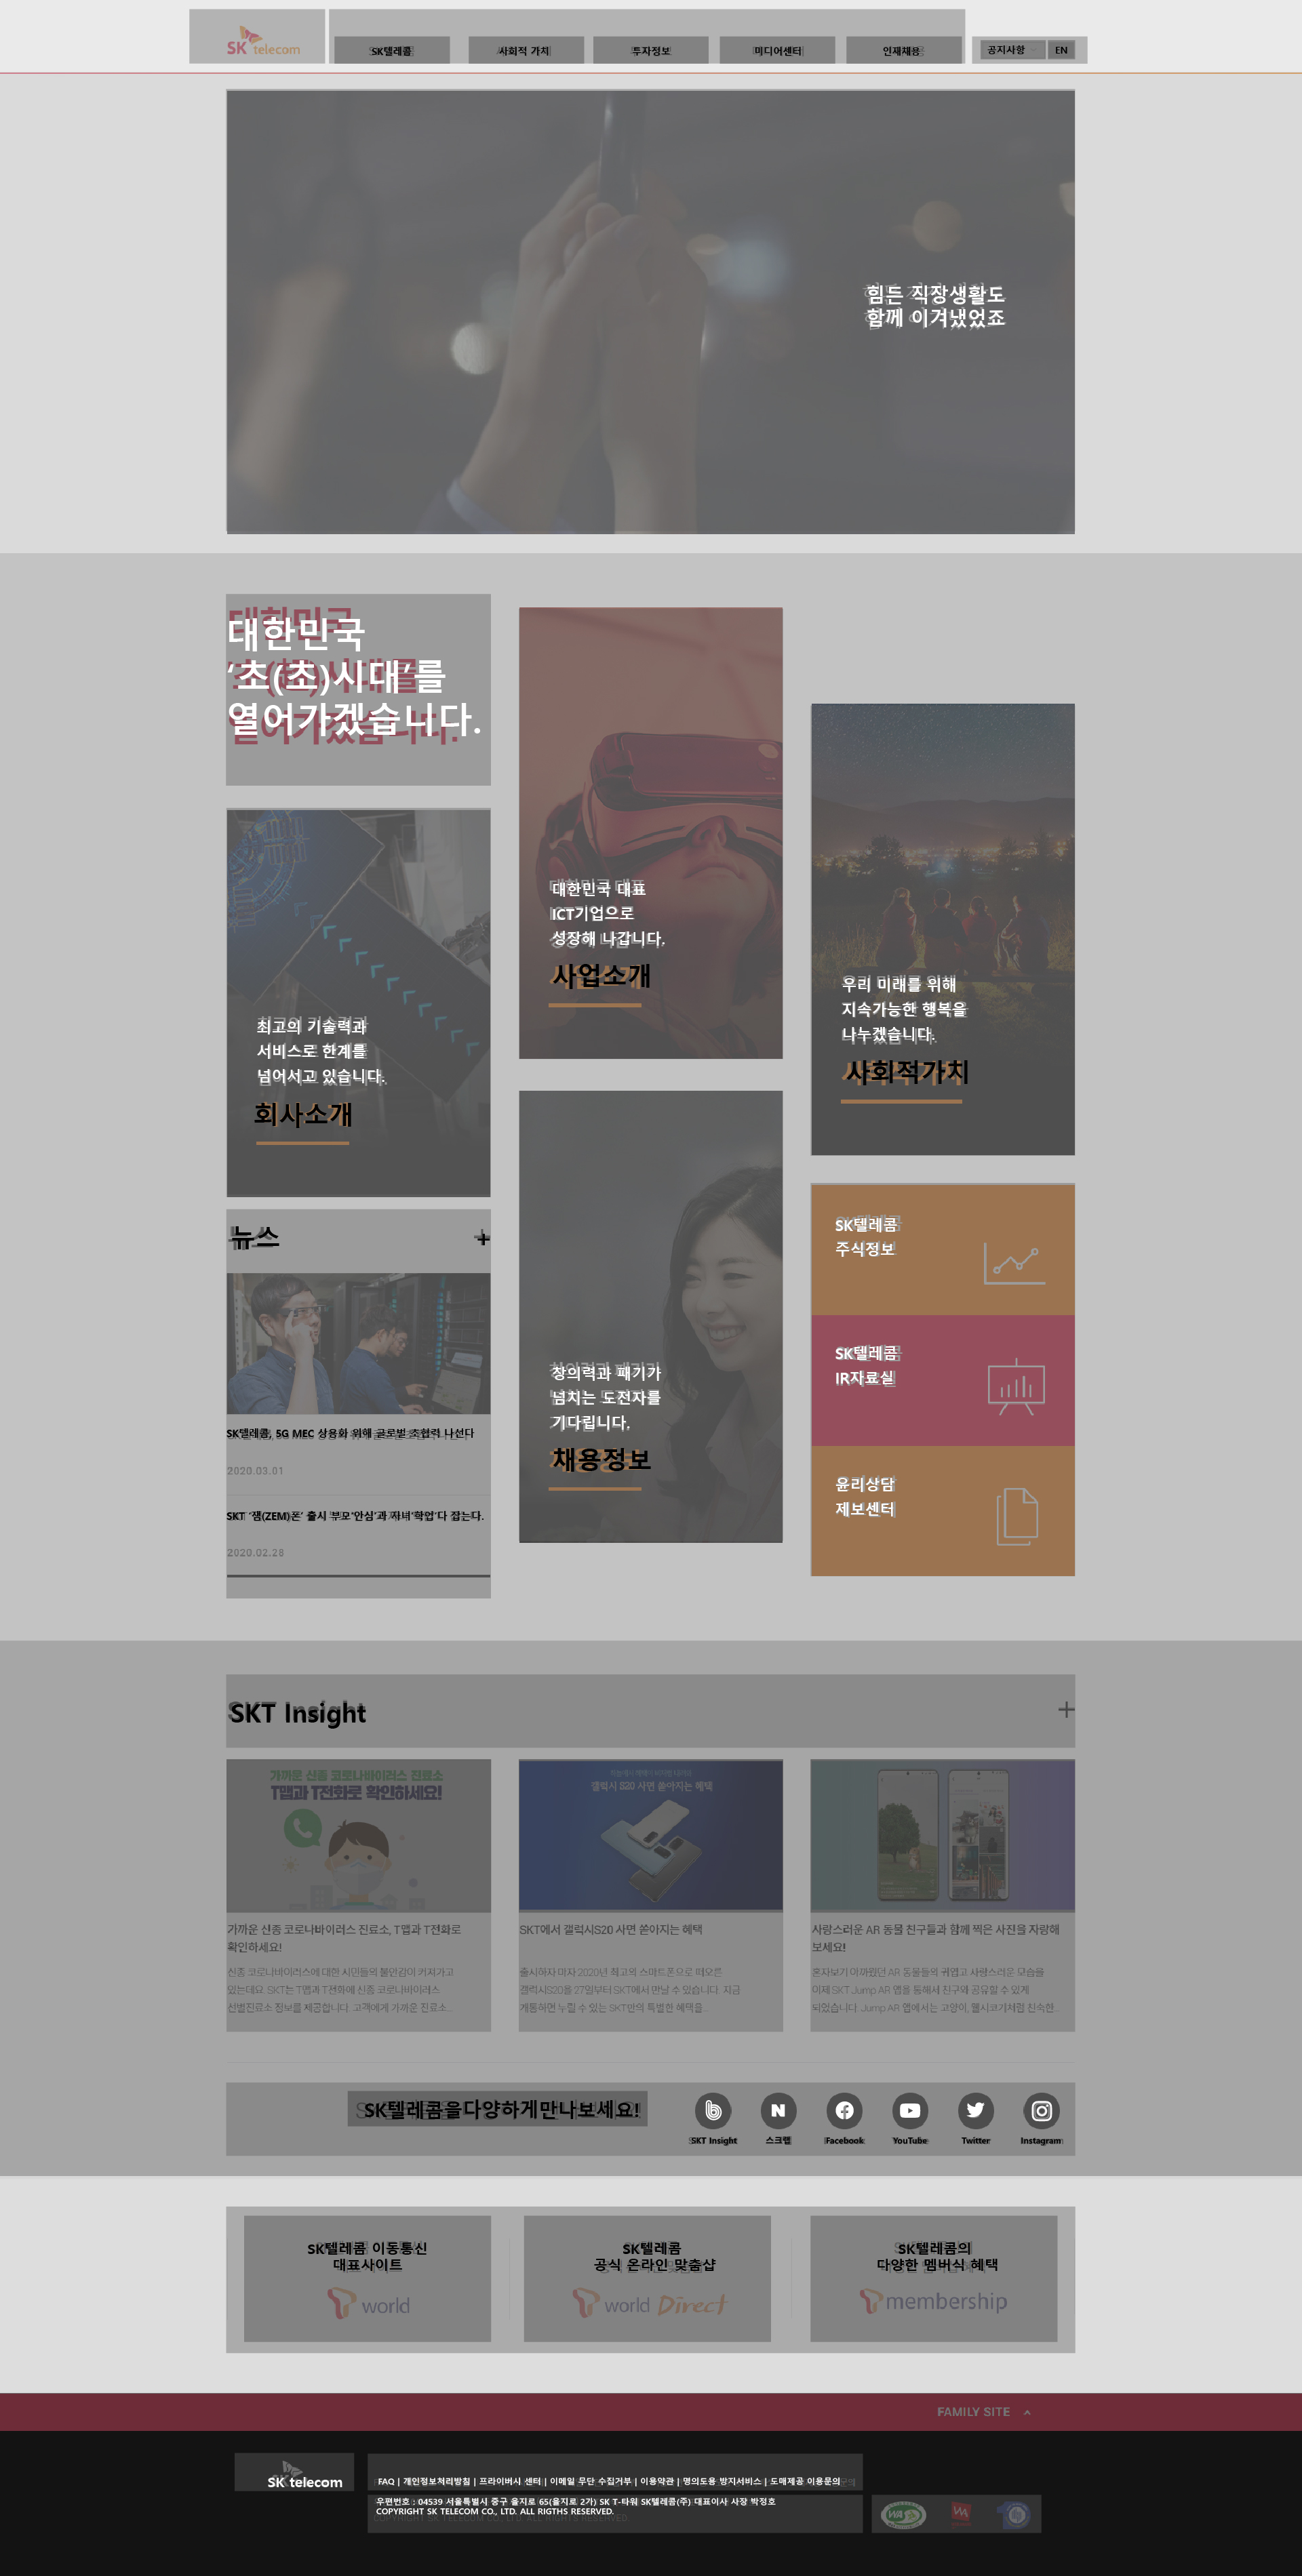 SK telecom
SK텔레콤
사회적 가치
투자정보
미디어센터
인재채용
공지사항
EN
힘든 직장생활도
함께 이겨냈었죠
대한민국
‘초(초)시대’를
열어가겠습니다.
대한민국 대표
ICT기업으로
성장해 나갑니다.
사업소개
우리 미래를 위해
지속가능한 행복을
나누겠습니다.
사회적가치
최고의 기술력과
서비스로 한계를
넘어서고 있습니다.
회사소개
뉴스
+
SK텔레콤, 5G MEC 상용화 위해 글로벌 초협력 나선다
2020.03.01
SKT ‘잼(ZEM)폰’ 출시 ‘부모‘안심’과 자녀‘학업’다 잡는다.
2020.02.28
창의력과 패기가
넘치는 도전자를
기다립니다.
채용정보
SK텔레콤
주식정보
SK텔레콤
IR자료실
윤리상담
제보센터
SKT Insight
+
가까운 신종 코로나바이러스 진료소
T맵과 T전화로 확인하세요!
갤럭시 S20 사면 쏟아지는 혜택
가까운 신종 코로나바이러스 진료소, T맵과 T전화로
확인하세요!
신종 코로나바이러스에 대한 시민들의 불안감이 커져가고
있는데요. SKT는 T맵과 T전화에 신종 코로나바이러스
선별진료소 정보를 제공합니다. 고객에게 가까운 진료소...
SKT에서 갤럭시S20 사면 쏟아지는 혜택
출시하자 마자 2020년 최고의 스마트폰으로 떠오른
갤럭시S20을 27일부터 SKT에서 만날 수 있습니다. 지금
개통하면 누릴 수 있는 SKT만의 특별한 혜택을...
사랑스러운 AR 동물 친구들과 함께 찍은 사진을 자랑해
보세요!
혼자보기 아까웠던 AR 동물들의 귀엽고 사랑스러운 모습을
이제 SKT Jump AR 앱을 통해서 친구와 공유할 수 있게
되었습니다. Jump AR 앱에서는 고양이, 웰시코기처럼 친숙한...
SK텔레콤을다양하게만나보세요!
SKT Insight
스크랩
Facebook
YouTube
Twitter
Instagram
SK텔레콤 이동통신
대표사이트
T world
SK텔레콤
공식 온라인 맞춤샵
T world Direct
SK텔레콤의
다양한 멤버식 혜택
T membership
FAMILY SITE
SK telecom
FAQ | 개인정보처리방침 | 프라이버시 센터 | 이메일 무단 수집거부 | 이용약관 | 명의도용 방지서비스 | 도매제공 이용문의
우편번호 : 04539 서울특별시 중구 율지로 65(율지로 2가) SK T-타워 SK텔레콤(주) 대표이사 사장 박정호
COPYRIGHT SK TELECOM CO., LTD. ALL RIGTHS RESERVED.